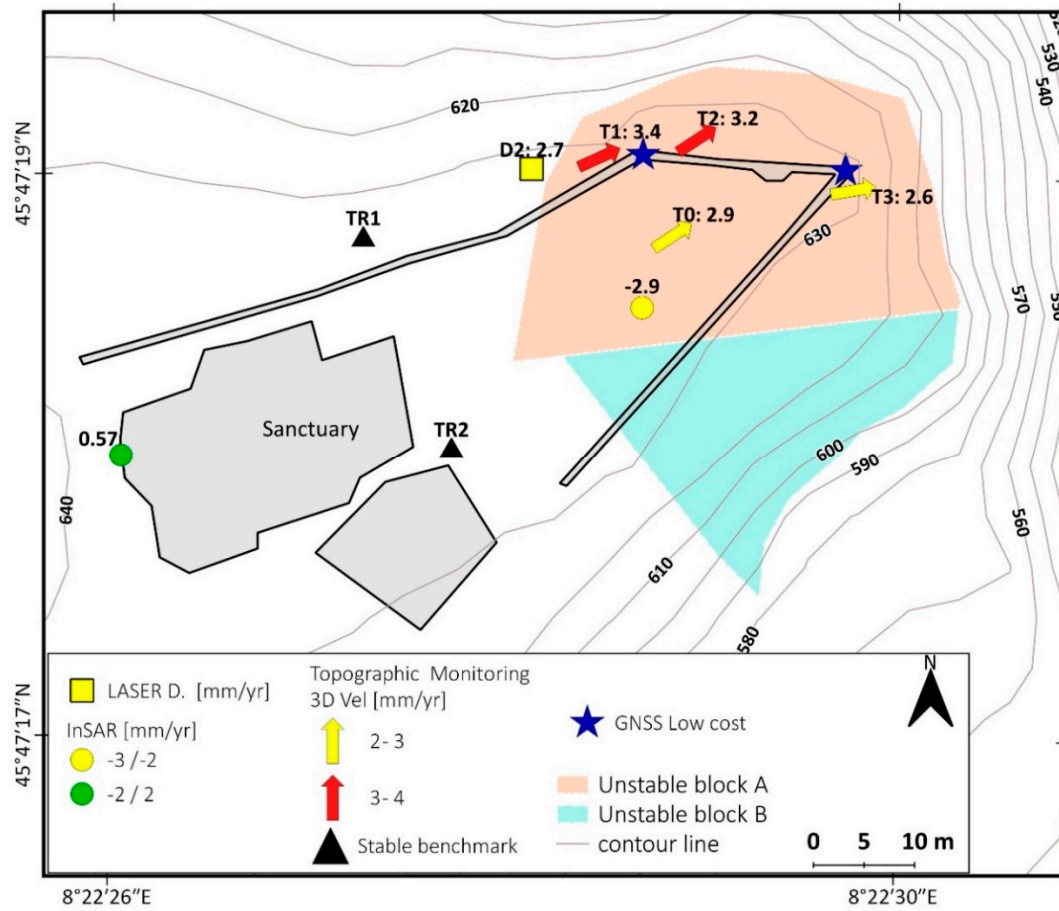 520
530
540
550
620
T2: 3.2
T1: 3.4
D2: 2.7
45°47'19"N
T3: 2.6
TR1
T0: 2.9
630
-2.9
570
Sanctuary
TR2
0.57
600
590
640
560
610
580
N
LASER D. [mm/yr]
InSAR [mm/yr]
-3 /-2
-2 / 2
Topographic Monitoring
3D Vel [mm/yr]
2- 3
3- 4
Stable benchmark
GNSS Low cost
Unstable block A
Unstable block B
contour line
0 5 10 m
45°47'17"N
8°22'26"E
8°22'30"E